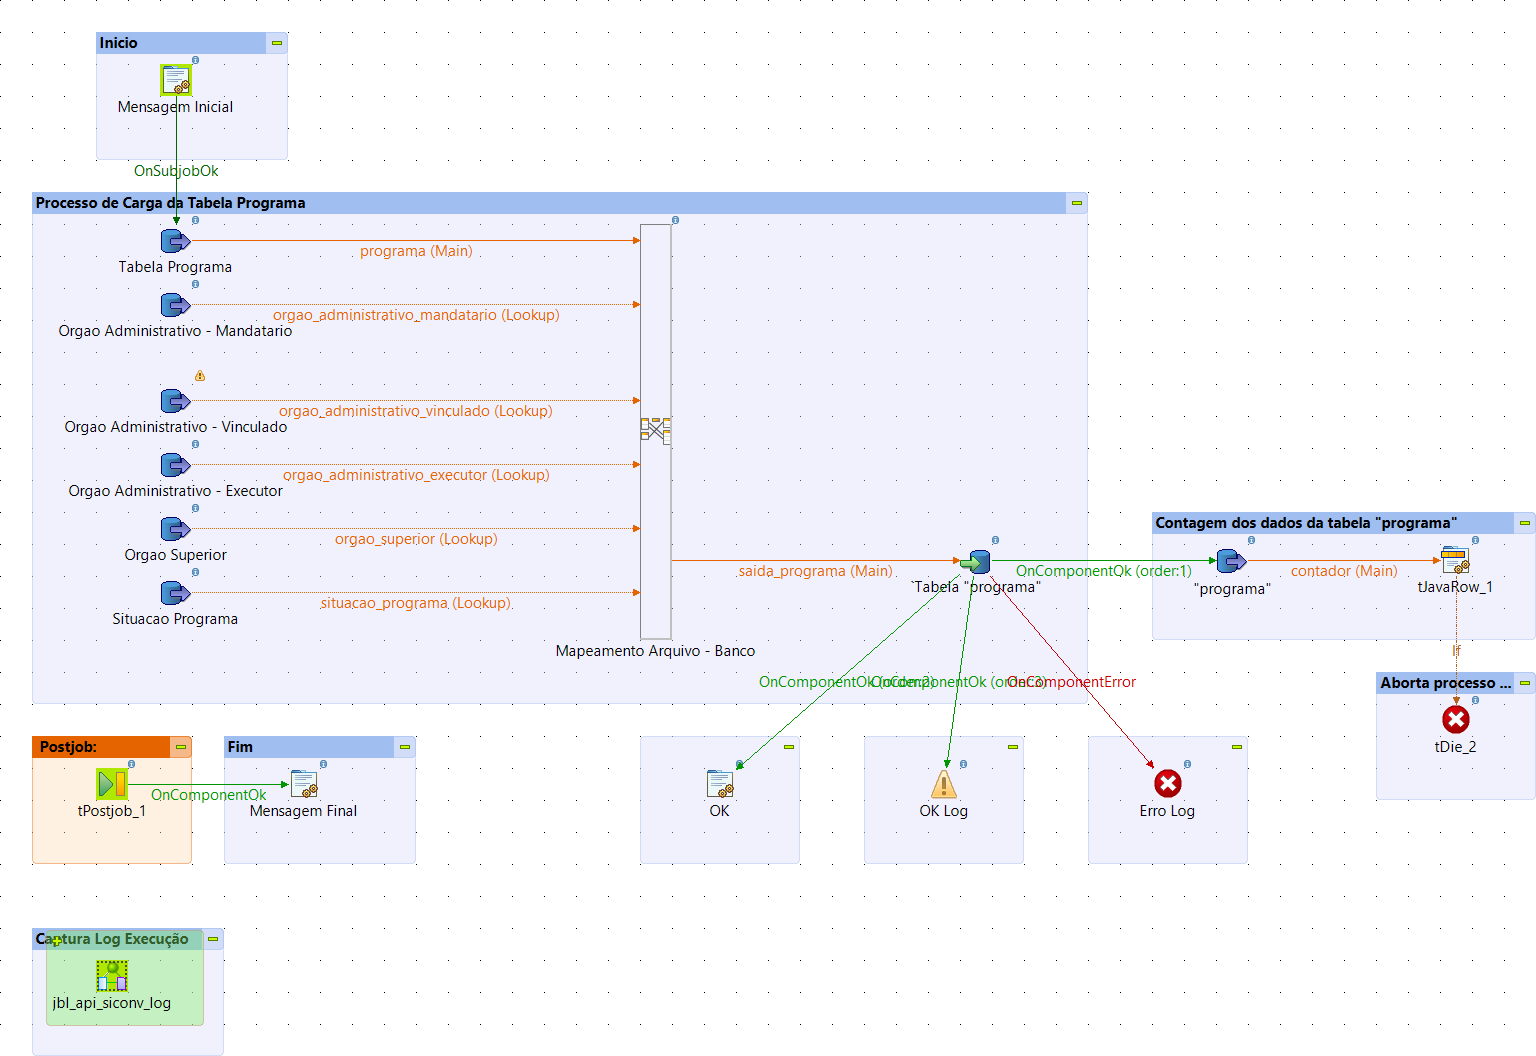 Inicio
Mensagem Inicial
OnSubjobOk
Processo de Carga da Tabela Programa
programa (Main)
Tabela Programa
orgao_administrativo_mandatario (Lookup)
Orgao Administrativo - Mandatario
orgao_administrativo_vinculado (Lookup)
Orgao Administrativo - Vinculado
orgao_administrativo_executor (Lookup)
Orgao Administrativo - Executor
orgao_superior (Lookup)
Orgao Superior
situacao_programa (Lookup)
Situacao Programa
Mapeamento Arquivo - Banco
saida_programa (Main)
Tabela "programa"
OnComponentOk (order:1)
Contagem dos dados da tabela "programa"
"programa"
contador (Main)
tJavaRow_1
If
OnComponentOk (order:2)
OnComponentOk (order:3)
OnComponentError
Aborta processo ...
tDie_2
Postjob:
tPostjob_1
OnComponentOk
Fim
Mensagem Final
OK
OK Log
Erro Log
Captura Log Execução
jbl_api_siconv_log